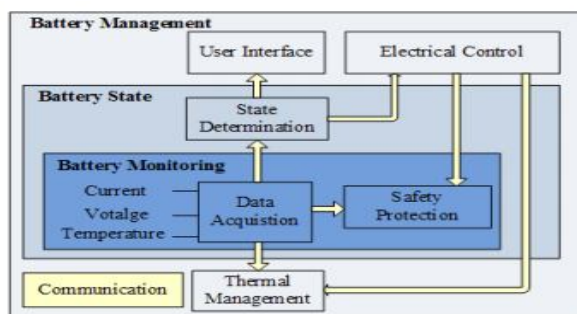 Battery Management
User Interface
Electrical Control
Battery State
State
Determination
Battery Monitoring
Current
Votalge
Temperature
Data
Acquistion
Safety
Protection
Communication
Thermal
Management